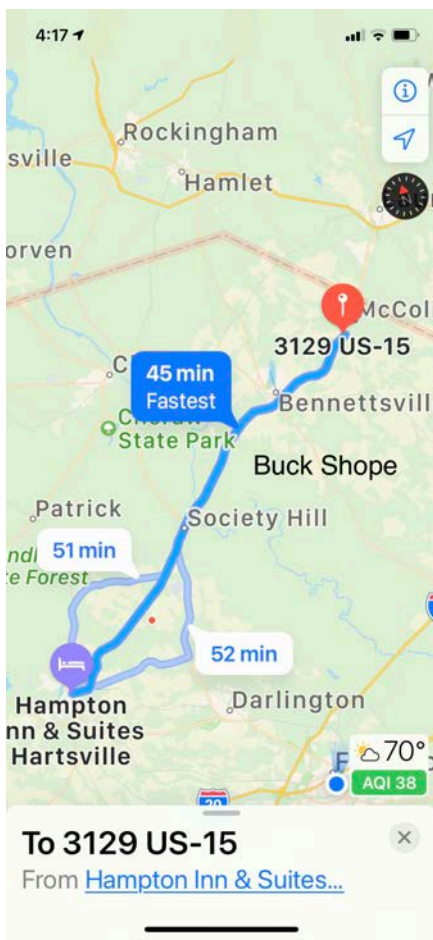 4:17
Rockingham
sville
Hamlet
orven
McColl
3129 US-15
45 min
Fastest
Bennettsvill
State Park
Buck Shope
Patrick
Society Hill
51 min
e Forest
52 min
Hampton
nn & Suites
Hartsville
Darlington
70°
AQI 38
20
To 3129 US-15
From Hampton Inn & Suites...